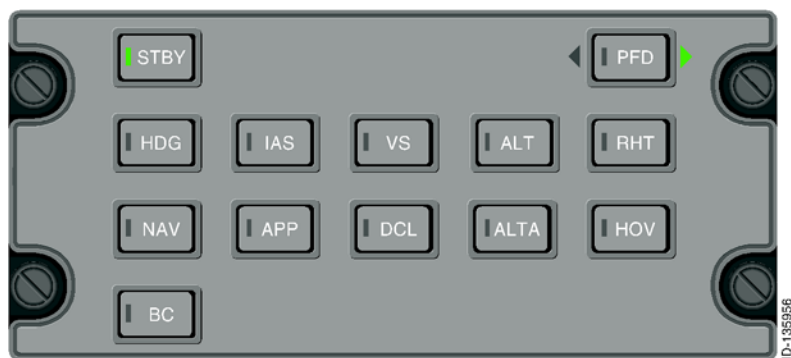 STBY PFD
HDG IAS VS ALT RHT
NAV APP DCL ALTA HOV
BC
D-135956